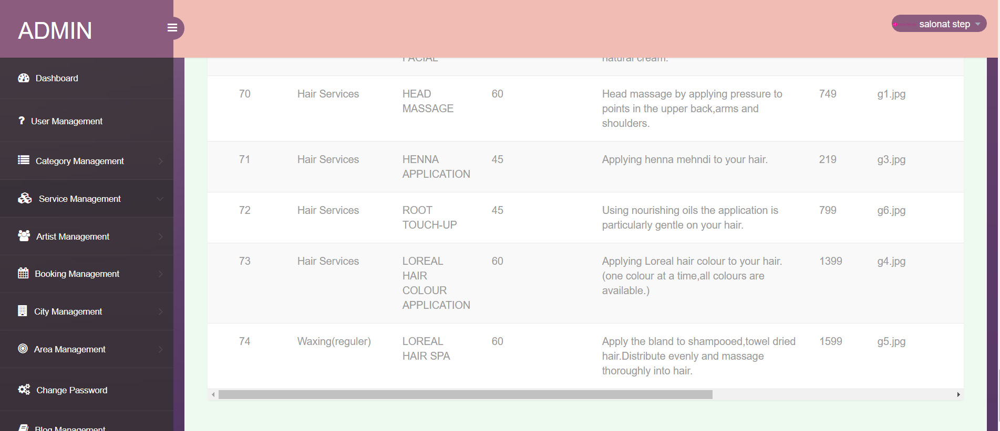 ADMIN
salonat step
Dashboard
? User Management
Category Management
Service Management
Artist Management
Booking Management
City Management
Area Management
Change Password
Blog Management
FACIAL
natural cream.
70 Hair Services HEAD 60 Head massage by applying pressure to 749 g1.jpg
MASSAGE points in the upper back,arms and
shoulders.
71 Hair Services HENNA 45 Applying henna mehndi to your hair. 219 g3.jpg
APPLICATION
72 Hair Services ROOT 45 Using nourishing oils the application is 799 g6.jpg
TOUCH-UP particularly gentle on your hair.
73 Hair Services LOREAL 60 Applying Loreal hair colour to your hair. 1399 g4.jpg
HAIR (one colour at a time,all colours are
COLOUR available.)
APPLICATION
74 Waxing(reguler) LOREAL 60 Apply the bland to shampooed,towel dried 1599 g5.jpg
HAIR SPA hair.Distribute evenly and massage
thoroughly into hair.